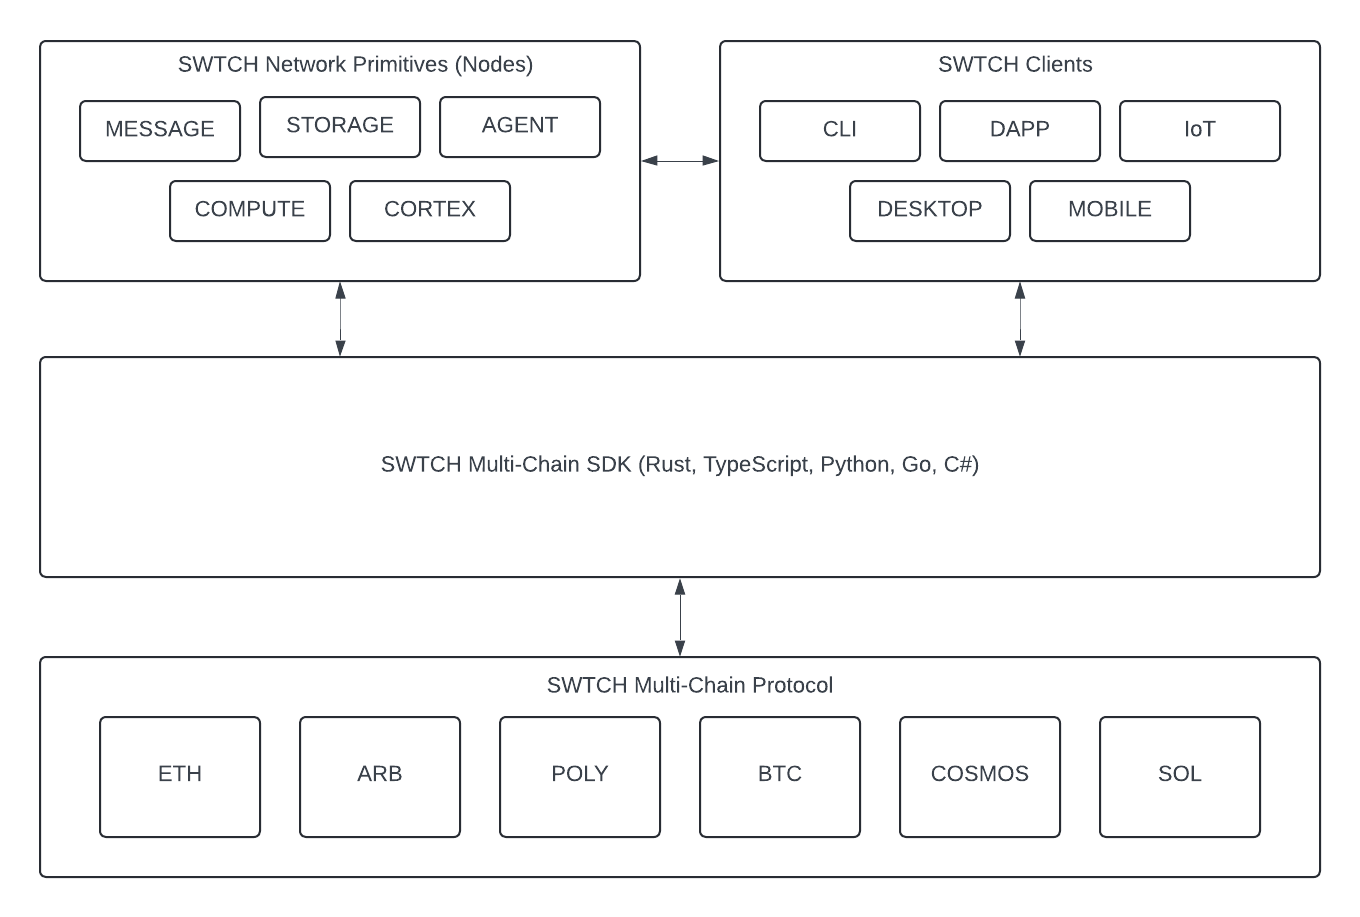 SWTCH Network Primitives (Nodes)
MESSAGE
STORAGE
AGENT
COMPUTE
CORTEX
SWTCH Clients
CLI
DAPP
IoT
DESKTOP
MOBILE
SWTCH Multi-Chain SDK (Rust, TypeScript, Python, Go, C#)
SWTCH Multi-Chain Protocol
ETH
ARB
POLY
BTC
COSMOS
SOL